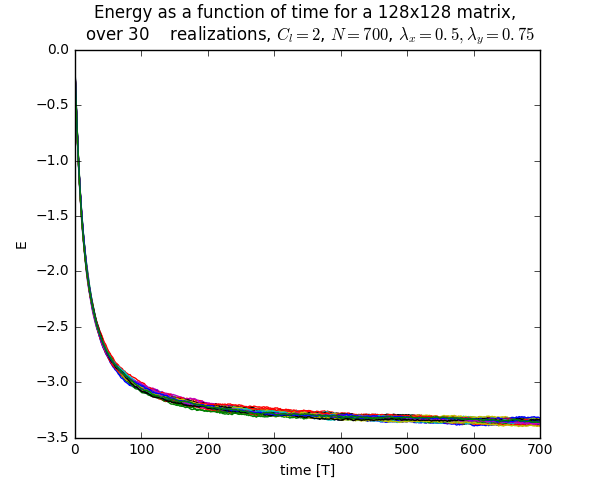 Energy as a function of time for a 128x128 matrix,
over 30    realizations, $C_l = 2$, $N = 700$, $\lambda_x = 0.5, \lambda_y = 0.75$
0.0
−0.5
−1.0
−1.5
−2.0
−2.5
−3.0
−3.5
E
0 100 200 300 400 500 600 700
time [T]